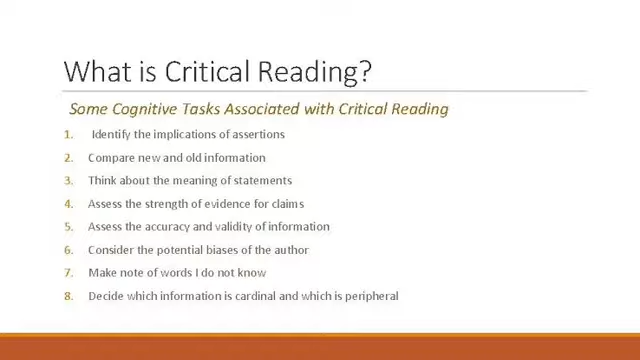 What is Critical Reading?
Some Cognitive Tasks Associated with Critical Reading
1. Identify the implications of assertions
2. Compare new and old information
3. Think about the meaning of statements
4. Assess the strength of evidence for claims
5. Assess the accuracy and validity of information
6. Consider the potential biases of the author
7. Make note of words I do not know
8. Decide which information is cardinal and which is peripheral